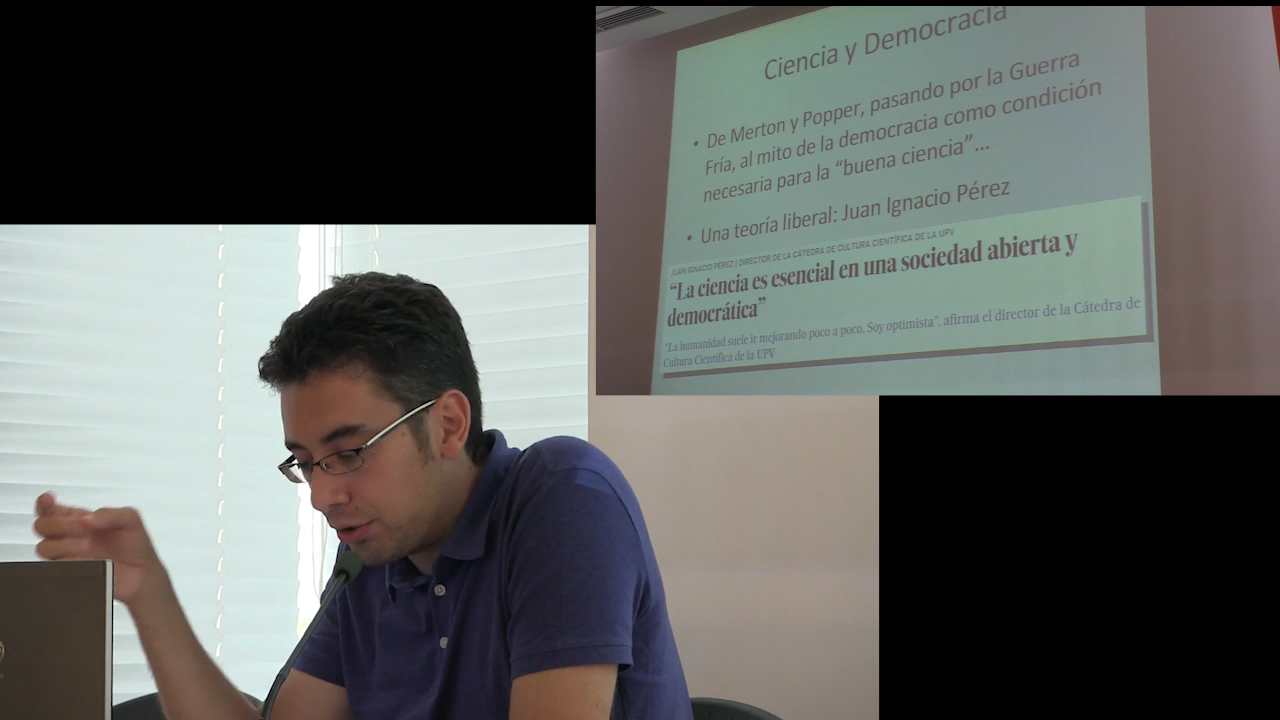 Ciencia y Democracia
• De Merton y Popper, pasando por la Guerra
Fría, al mito de la democracia como condición
necesaria para la “buena ciencia”...
• Una teoría liberal: Juan Ignacio Pérez
JUAN IGNACIO PÉREZ | DIRECTOR DE LA CÁTEDRA DE CULTURA CIENTÍFICA DE LA UPV
“La ciencia es esencial en una sociedad abierta y
democrática”
“La humanidad suele ir mejorando poco a poco. Soy optimista”, afirma el director de la Cátedra de
Cultura Científica de la UPV